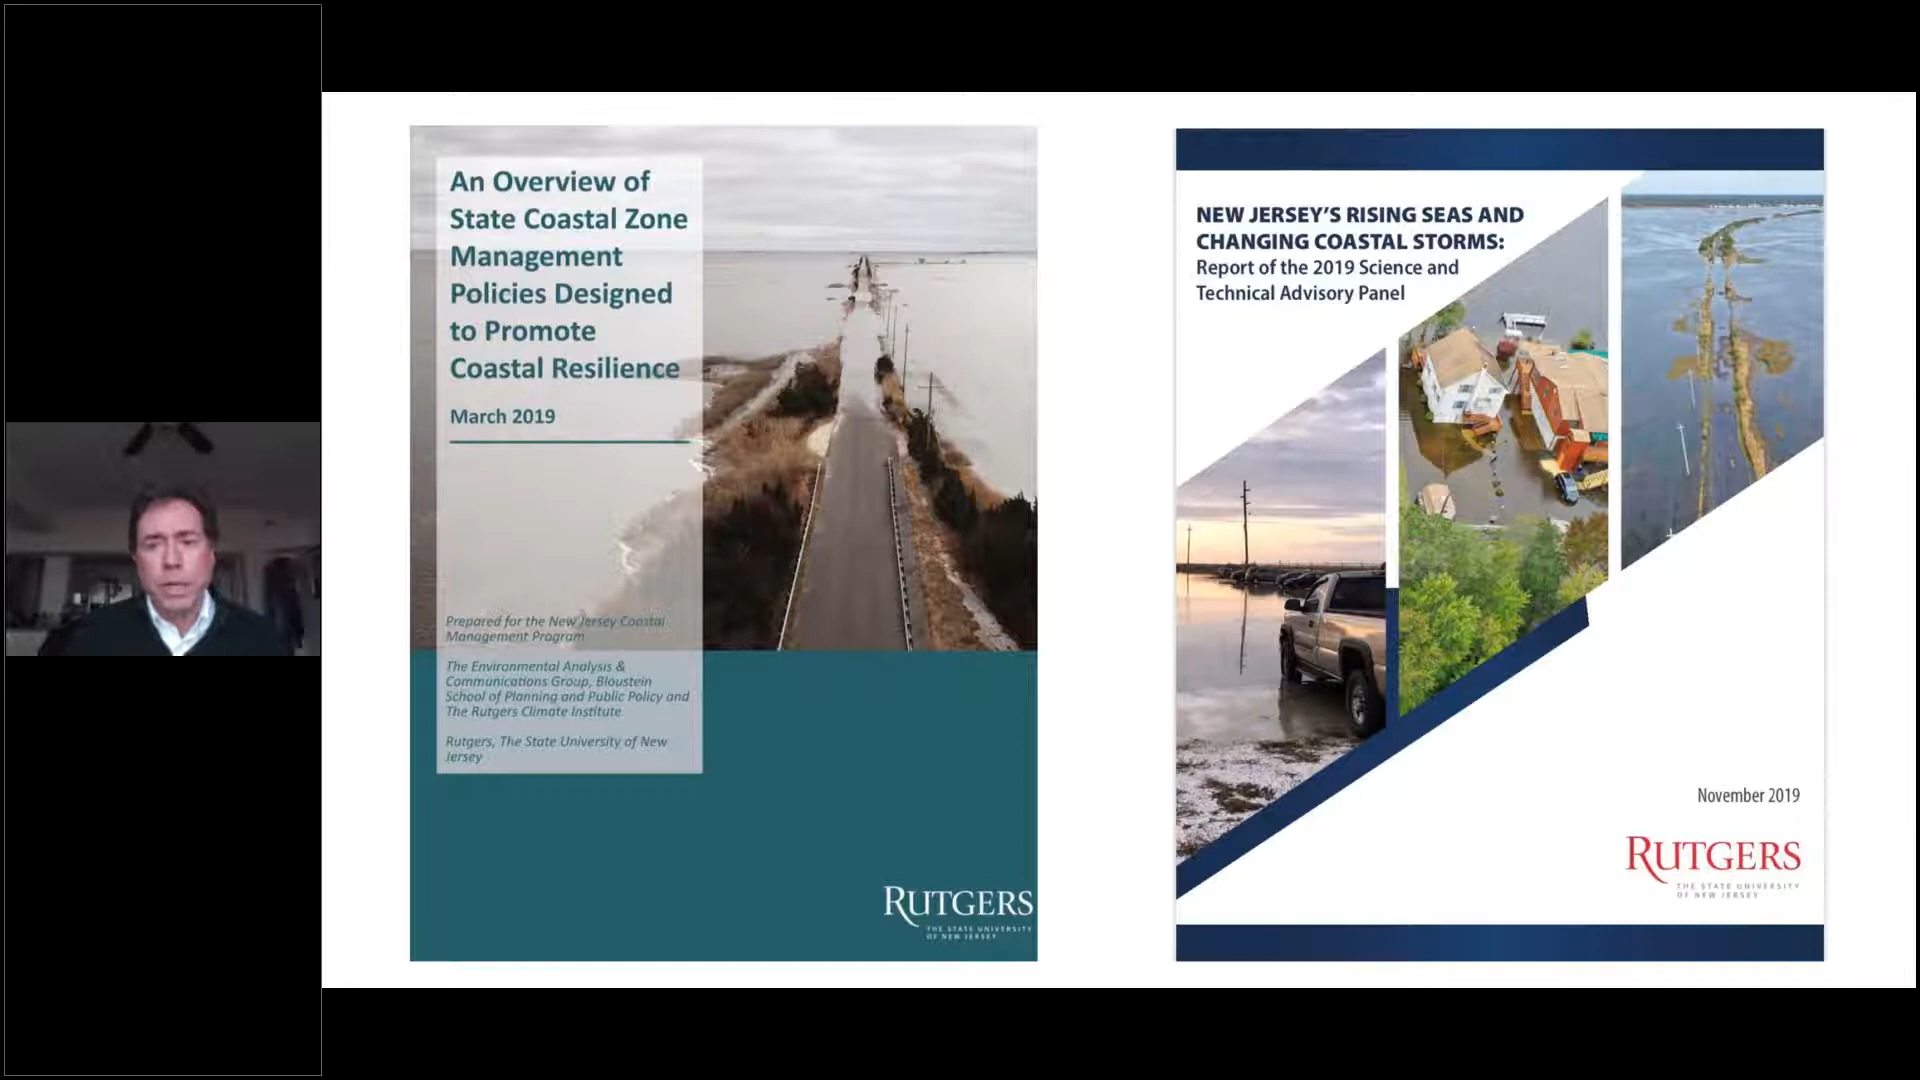 An Overview of
State Coastal Zone
Management
Policies Designed
to Promote
Coastal Resilience
March 2019
Prepared for the New Jersey Coastal
Management Program
The Environmental Analysis &
Communications Group, Bloustein
School of Planning and Public Policy and
The Rutgers Climate Institute
Rutgers, The State University of New
Jersey
RUTGERS
THE STATE UNIVERSITY
OF NEW JERSEY
NEW JERSEY'S RISING SEAS AND
CHANGING COASTAL STORMS:
Report of the 2019 Science and
Technical Advisory Panel
November 2019
RUTGERS
THE STATE UNIVERSITY
OF NEW JERSEY